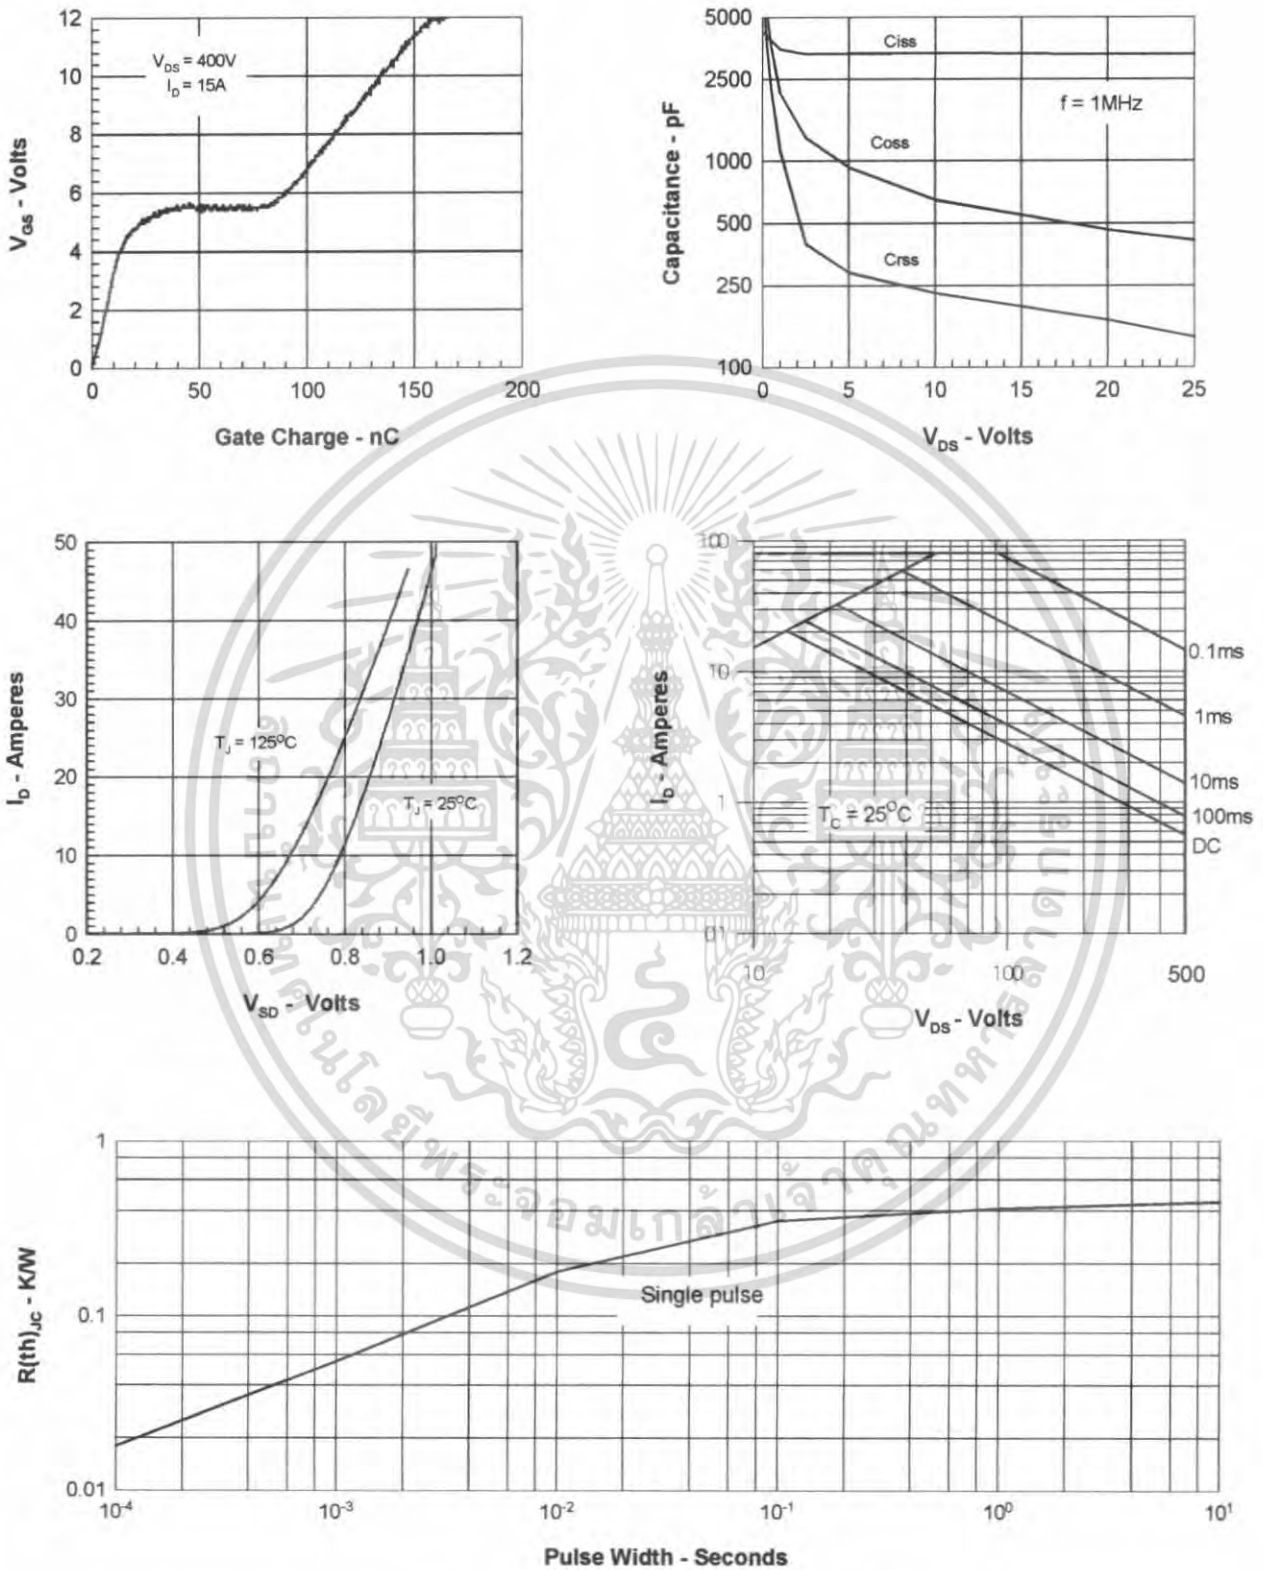 12
10
8
6
4
2
0
V_GS - Volts
V_DS = 400V
I_D = 15A
0 50 100 150 200
Gate Charge - nC
5000
2500
1000
500
250
100
Capacitance - pF
Ciss
f = 1MHz
Coss
Crss
0 5 10 15 20 25
V_DS - Volts
50
40
30
20
10
0
I_D - Amperes
T_J = 125°C
T_J = 25°C
0.2 0.4 0.6 0.8 1.0 1.2
V_SD - Volts
100
10
1
0.1
I_D - Amperes
T_C = 25°C
0.1ms
1ms
10ms
100ms
DC
10 100 500
V_DS - Volts
1
0.1
0.01
R(th)_JC - K/W
Single pulse
10⁻⁴ 10⁻³ 10⁻² 10⁻¹ 10⁰ 10¹
Pulse Width - Seconds